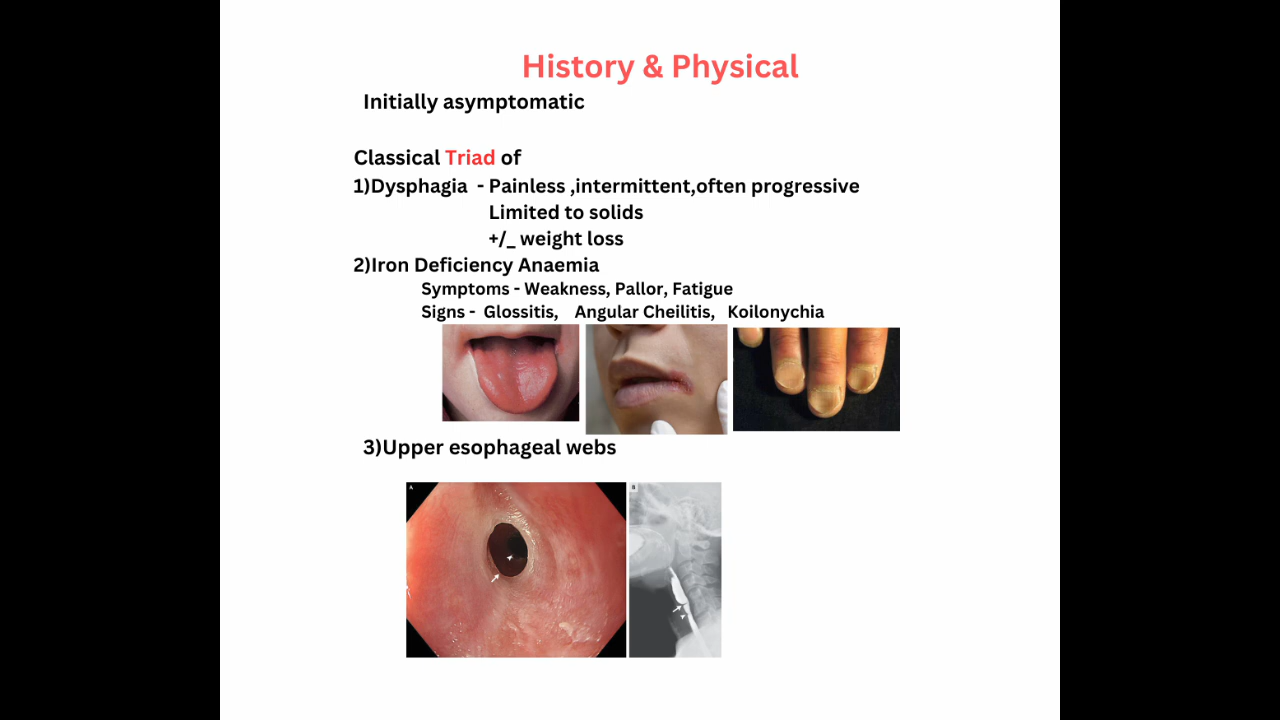 History & Physical
Initially asymptomatic
Classical Triad of
1)Dysphagia - Painless ,intermittent,often progressive
Limited to solids
+/_ weight loss
2)Iron Deficiency Anaemia
Symptoms - Weakness, Pallor, Fatigue
Signs - Glossitis, Angular Cheilitis, Koilonychia
3)Upper esophageal webs
A
B